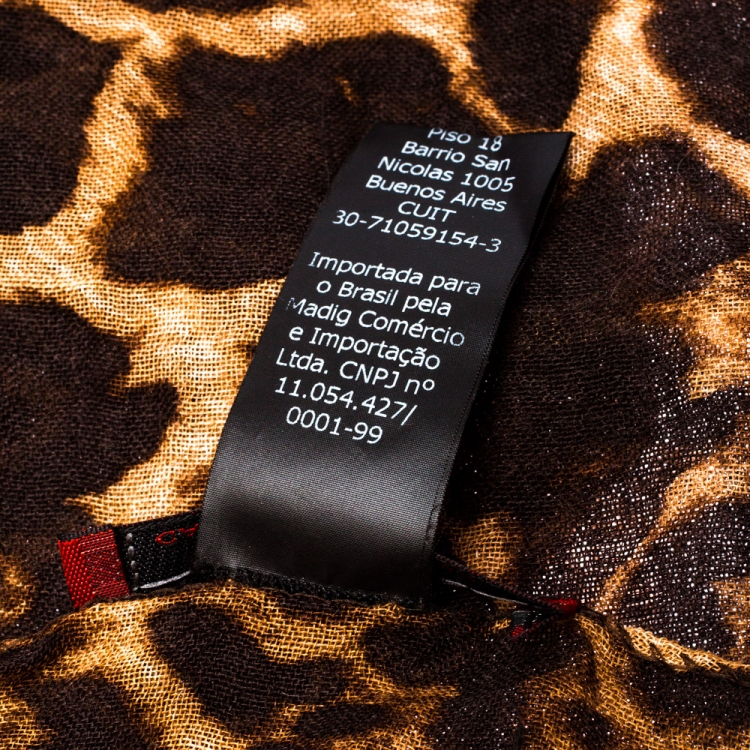 Piso 18
Barrio San
Nicolas 1005
Buenos Aires
CUIT
30-71059154-3
Importada para
o Brasil pela
Madig Comércio
e Importação
Ltda. CNPJ nº
11.054.427/
0001-99